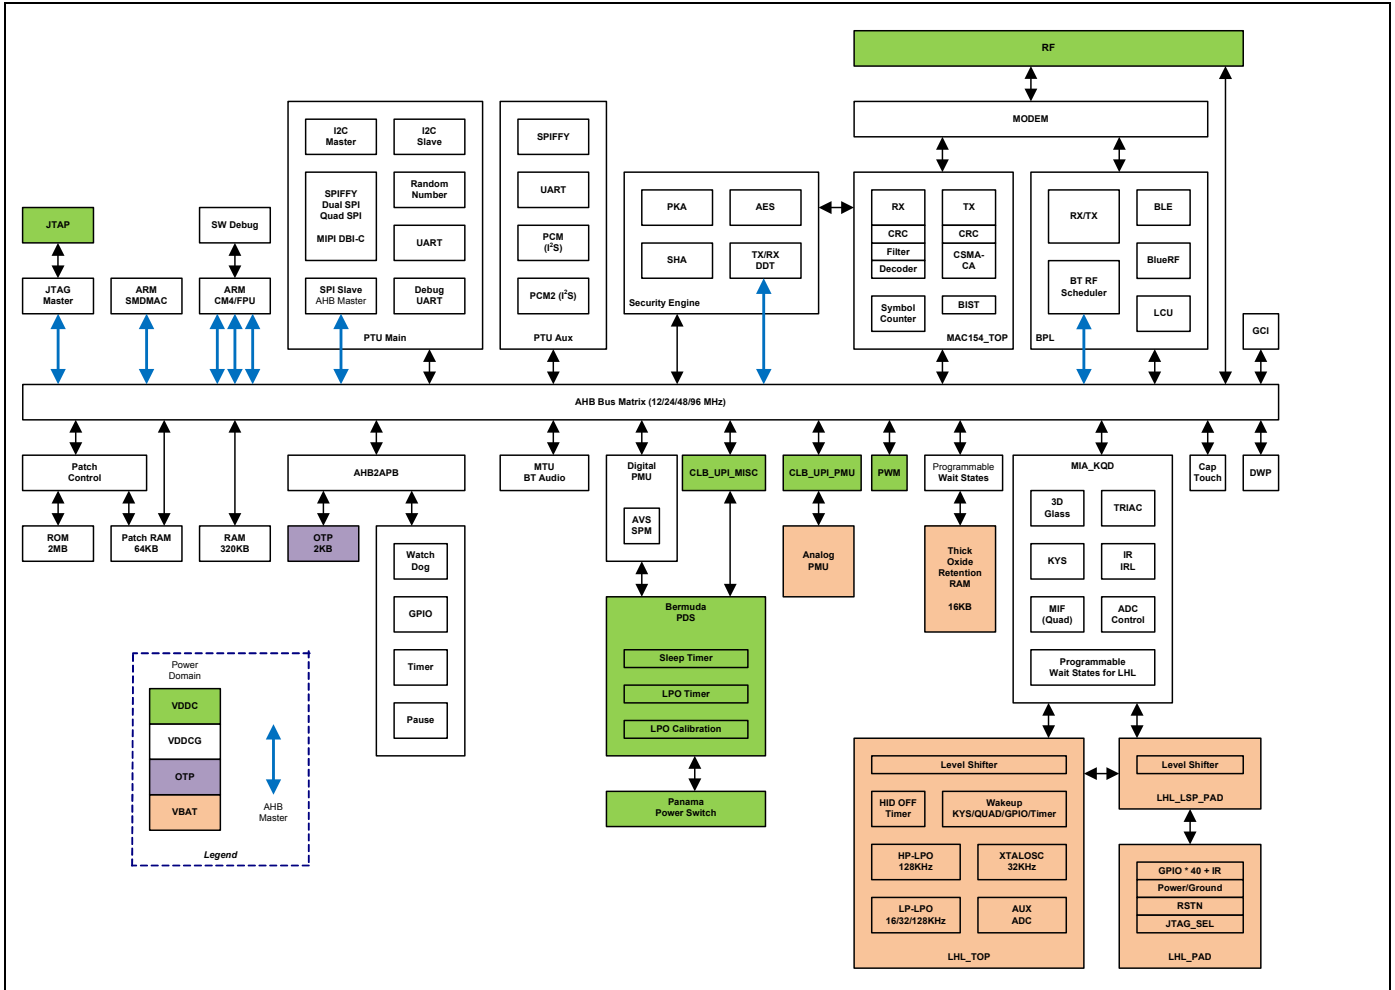 RF
MODEM
I2C
Master
I2C
Slave
SPIFFY
Dual SPI
Quad SPI
MIPI DBI-C
Random
Number
UART
SPI Slave
AHB Master
Debug
UART
PTU Main
SPIFFY
UART
PCM
(I²S)
PCM2 (I²S)
PTU Aux
PKA
AES
SHA
TX/RX
DDT
Security Engine
RX
CRC
Filter
Decoder
Symbol
Counter
TX
CRC
CSMA-
CA
BIST
MAC154_TOP
RX/TX
BLE
BT RF
Scheduler
BlueRF
LCU
BPL
JTAP
SW Debug
JTAG
Master
ARM
SMDMAC
ARM
CM4/FPU
GCI
AHB Bus Matrix (12/24/48/96 MHz)
Patch
Control
AHB2APB
MTU
BT Audio
Digital
PMU
AVS
SPM
CLB_UPI_MISC
CLB_UPI_PMU
PWM
Programmable
Wait States
MIA_KQD
Cap
Touch
DWP
ROM
2MB
Patch RAM
64KB
RAM
320KB
OTP
2KB
Watch
Dog
GPIO
Timer
Pause
Analog
PMU
Thick
Oxide
Retention
RAM
16KB
3D
Glass
TRIAC
KYS
IR
IRL
MIF
(Quad)
ADC
Control
Programmable
Wait States for LHL
Bermuda
PDS
Sleep Timer
LPO Timer
LPO Calibration
Panama
Power Switch
Power
Domain
VDDC
VDDCG
OTP
VBAT
AHB
Master
Legend
Level Shifter
HID OFF
Timer
Wakeup
KYS/QUAD/GPIO/Timer
HP-LPO
128KHz
XTALOSC
32KHz
LP-LPO
16/32/128KHz
AUX
ADC
LHL_TOP
Level Shifter
LHL_LSP_PAD
GPIO * 40 + IR
Power/Ground
RSTN
JTAG_SEL
LHL_PAD